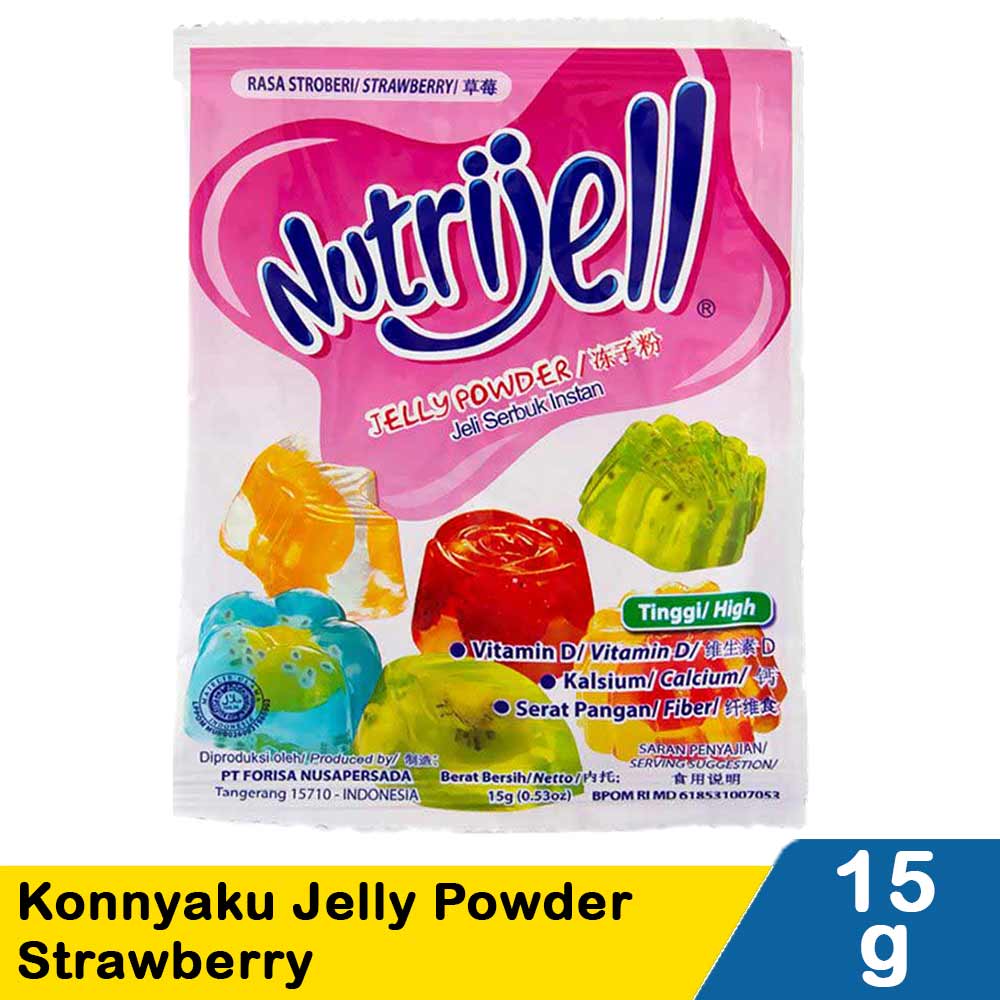 RASA STROBERI/ STRAWBERRY/ 草莓
Nutrijell ®
JELLY POWDER / 冻子粉
Jeli Serbuk Instan
Tinggi/ High
• Vitamin D/ Vitamin D/ 维生素 D
• Kalsium/ Calcium/ 钙
• Serat Pangan/ Fiber/ 纤维食
SARAN PENYAJIAN/
SERVING SUGGESTION/
食用说明
Diproduksi oleh/ Produced by/ 制造:
PT FORISA NUSAPERSADA
Tangerang 15710 - INDONESIA
Berat Bersih/ Netto / 内托:
15g (0.53oz)
BPOM RI MD 618531007053
Konnyaku Jelly Powder
Strawberry
15
g